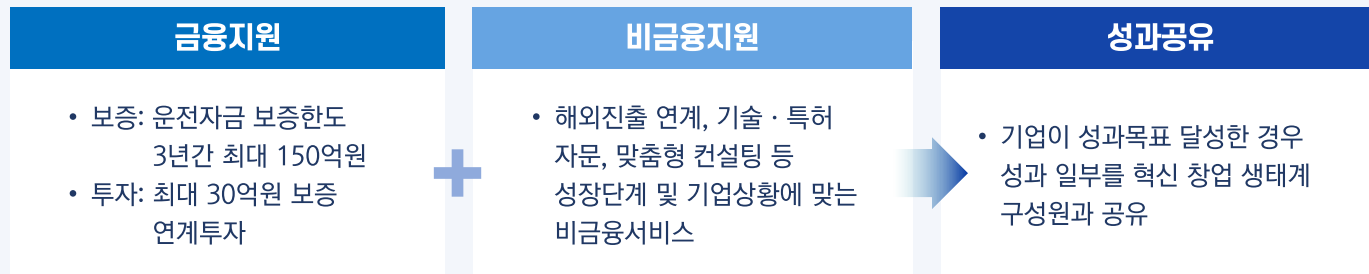 금융지원
• 보증: 운전자금 보증한도
3년간 최대 150억원
• 투자: 최대 30억원 보증
연계투자
비금융지원
• 해외진출 연계, 기술 · 특허
자문, 맞춤형 컨설팅 등
성장단계 및 기업상황에 맞는
비금융서비스
성과공유
• 기업이 성과목표 달성한 경우
성과 일부를 혁신 창업 생태계
구성원과 공유